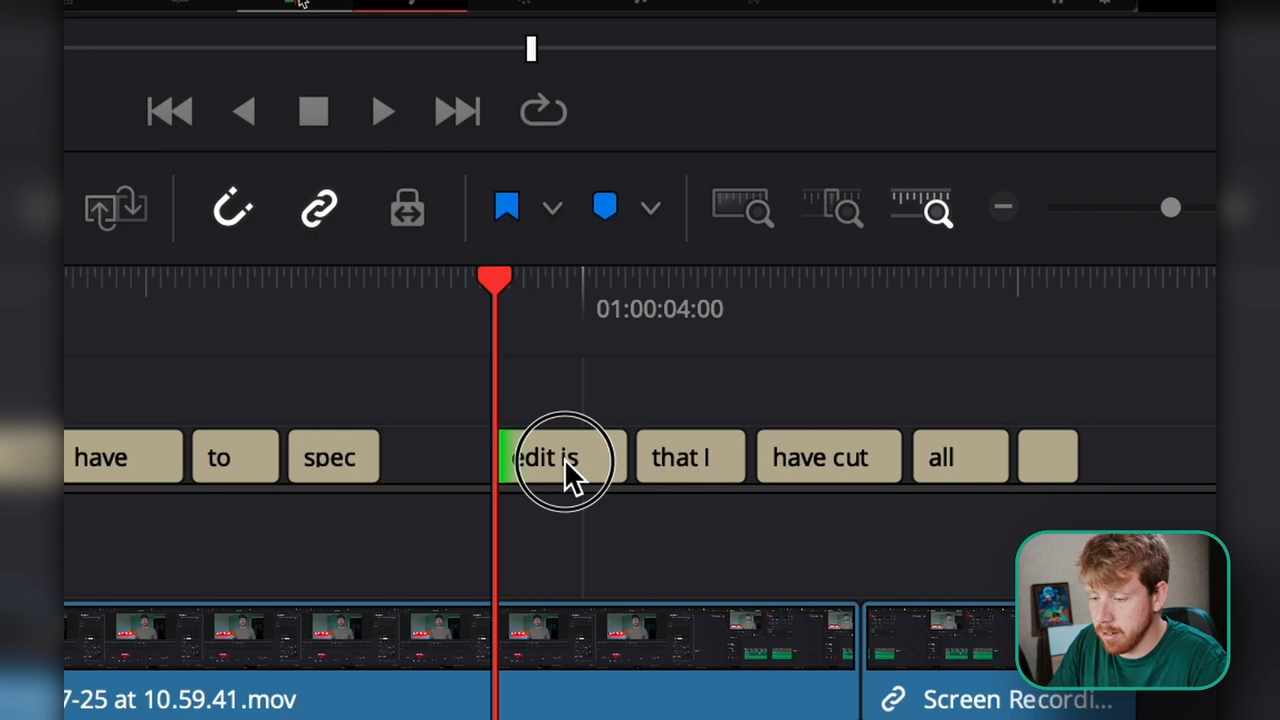 01:00:04:00
have to spec edit is that I have cut all
7-25 at 10.59.41.mov Screen Recordi...